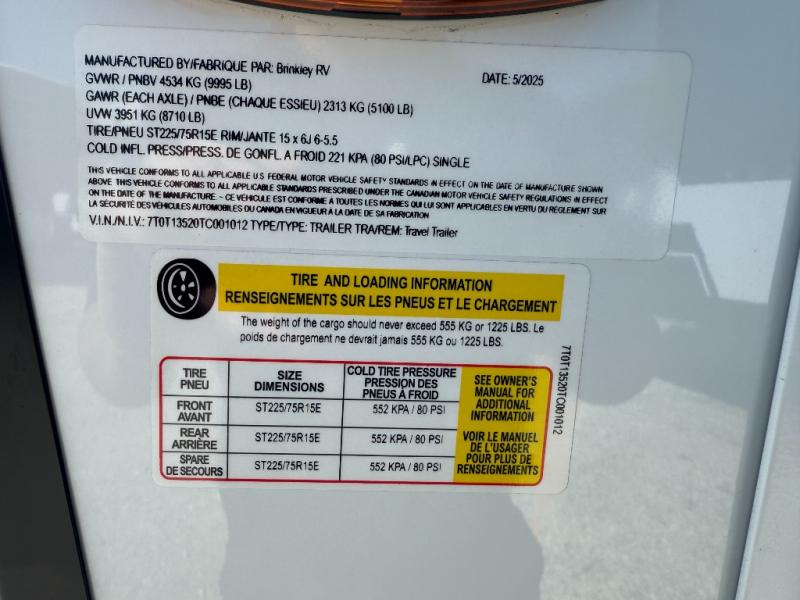 MANUFACTURED BY/FABRIQUE PAR: Brinkley RV
DATE: 5/2025
GVWR / PNBV 4534 KG (9995 LB)
GAWR (EACH AXLE) / PNBE (CHAQUE ESSIEU) 2313 KG (5100 LB)
UVW 3951 KG (8710 LB)
TIRE/PNEU ST225/75R15E RIM/JANTE 15 x 6J 6-5.5
COLD INFL. PRESS/PRESS. DE GONFL. A FROID 221 KPA (80 PSI/LPC) SINGLE
THIS VEHICLE CONFORMS TO ALL APPLICABLE U.S FEDERAL MOTOR VEHICLE SAFETY STANDARDS IN EFFECT ON THE DATE OF MANUFACTURE SHOWN
ABOVE THIS VEHICLE CONFORMS TO ALL APPLICABLE STANDARDS PRESCRIBED UNDER THE CANADIAN MOTOR VEHICLE SAFETY REGULATIONS IN EFFECT
ON THE DATE OF THE MANUFACTURE. ~ CE VEHICULE EST CONFORME À TOUTES LES NORMES QUI LUI SONT APPLICABLES EN VERTU DU RÈGLEMENT SUR
LA SÉCURITÉ DES VÉHICULES AUTOMOBILES DU CANADA EN VIGUEUR À LA DATE DE SA FABRICATION
V.I.N./N.I.V.: 7T0T13520TC001012 TYPE/TYPE: TRAILER TRA/REM: Travel Trailer
TIRE AND LOADING INFORMATION
RENSEIGNEMENTS SUR LES PNEUS ET LE CHARGEMENT
The weight of the cargo should never exceed 555 KG or 1225 LBS. Le
poids de chargement ne devrait jamais 555 KG ou 1225 LBS.
TIRE
PNEU
SIZE
DIMENSIONS
COLD TIRE PRESSURE
PRESSION DES
PNEUS À FROID
FRONT
AVANT
ST225/75R15E
552 KPA / 80 PSI
REAR
ARRIÈRE
ST225/75R15E
552 KPA / 80 PSI
SPARE
DE SECOURS
ST225/75R15E
552 KPA / 80 PSI
SEE OWNER'S
MANUAL FOR
ADDITIONAL
INFORMATION
VOIR LE MANUEL
DE L'USAGER
POUR PLUS DE
RENSEIGNEMENTS
7T0T13520TC001012